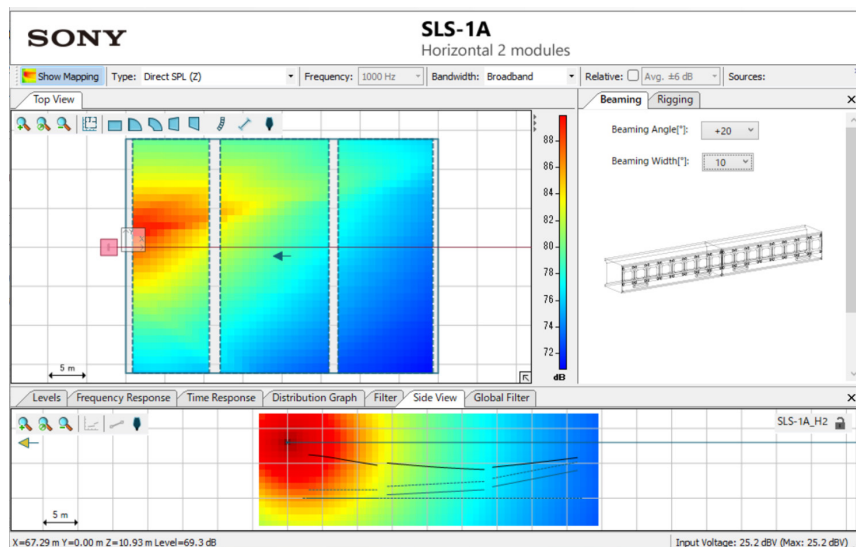 SONY
SLS-1A
Horizontal 2 modules
Show Mapping Type: Direct SPL (Z) Frequency: 1000 Hz Bandwidth: Broadband Relative: Avg. ±6 dB Sources:
Top View
Beaming Rigging
Beaming Angle[°]: +20
Beaming Width[°]: 10
88
86
84
82
80
78
76
74
72
dB
5 m
Levels Frequency Response Time Response Distribution Graph Filter Side View Global Filter
SLS-1A_H2
5 m
X=67.29 m Y=0.00 m Z=10.93 m Level=69.3 dB Input Voltage: 25.2 dBV (Max: 25.2 dBV)